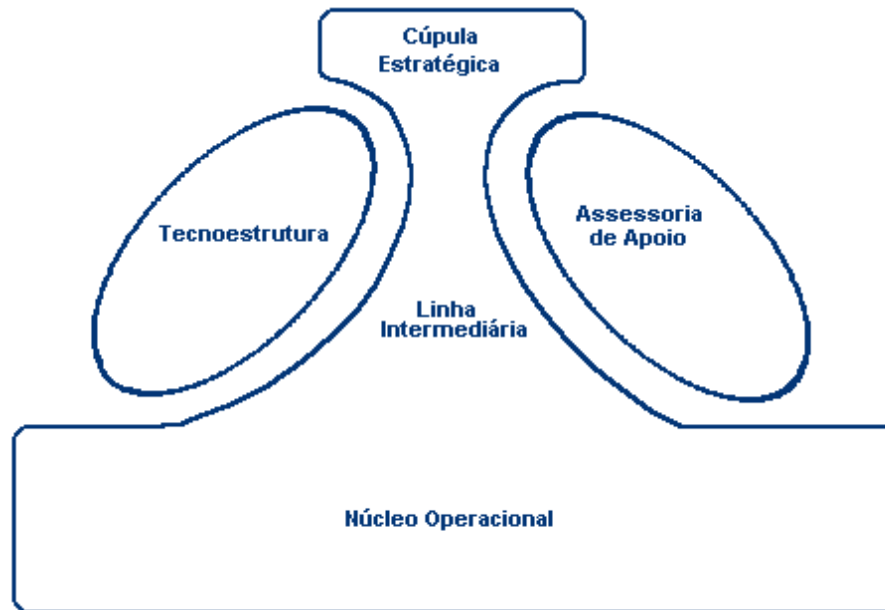 Cúpula
Estratégica
Tecnoestrutura
Assessoria
de Apoio
Linha
Intermediária
Núcleo Operacional